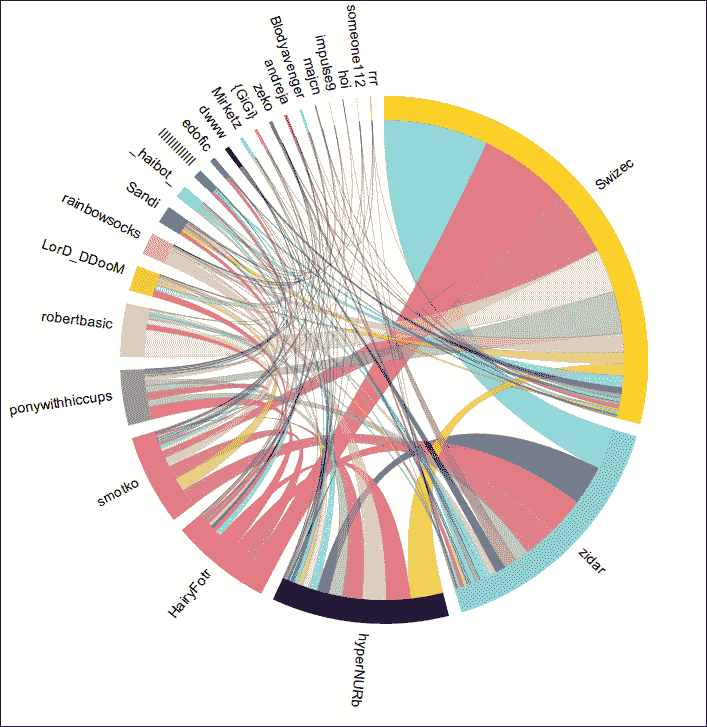 rrr
someone112
hoi
impulse9
majcn
Blodyavenger
andreja
zeko
{GiGi}
Mirketz
dwww
edofic
|||||||||||
_haibot_
Sandi
rainbowsocks
LorD_DDooM
robertbasic
ponywithhiccups
smotko
HairyFotr
hyperNURb
zidar
Swizec